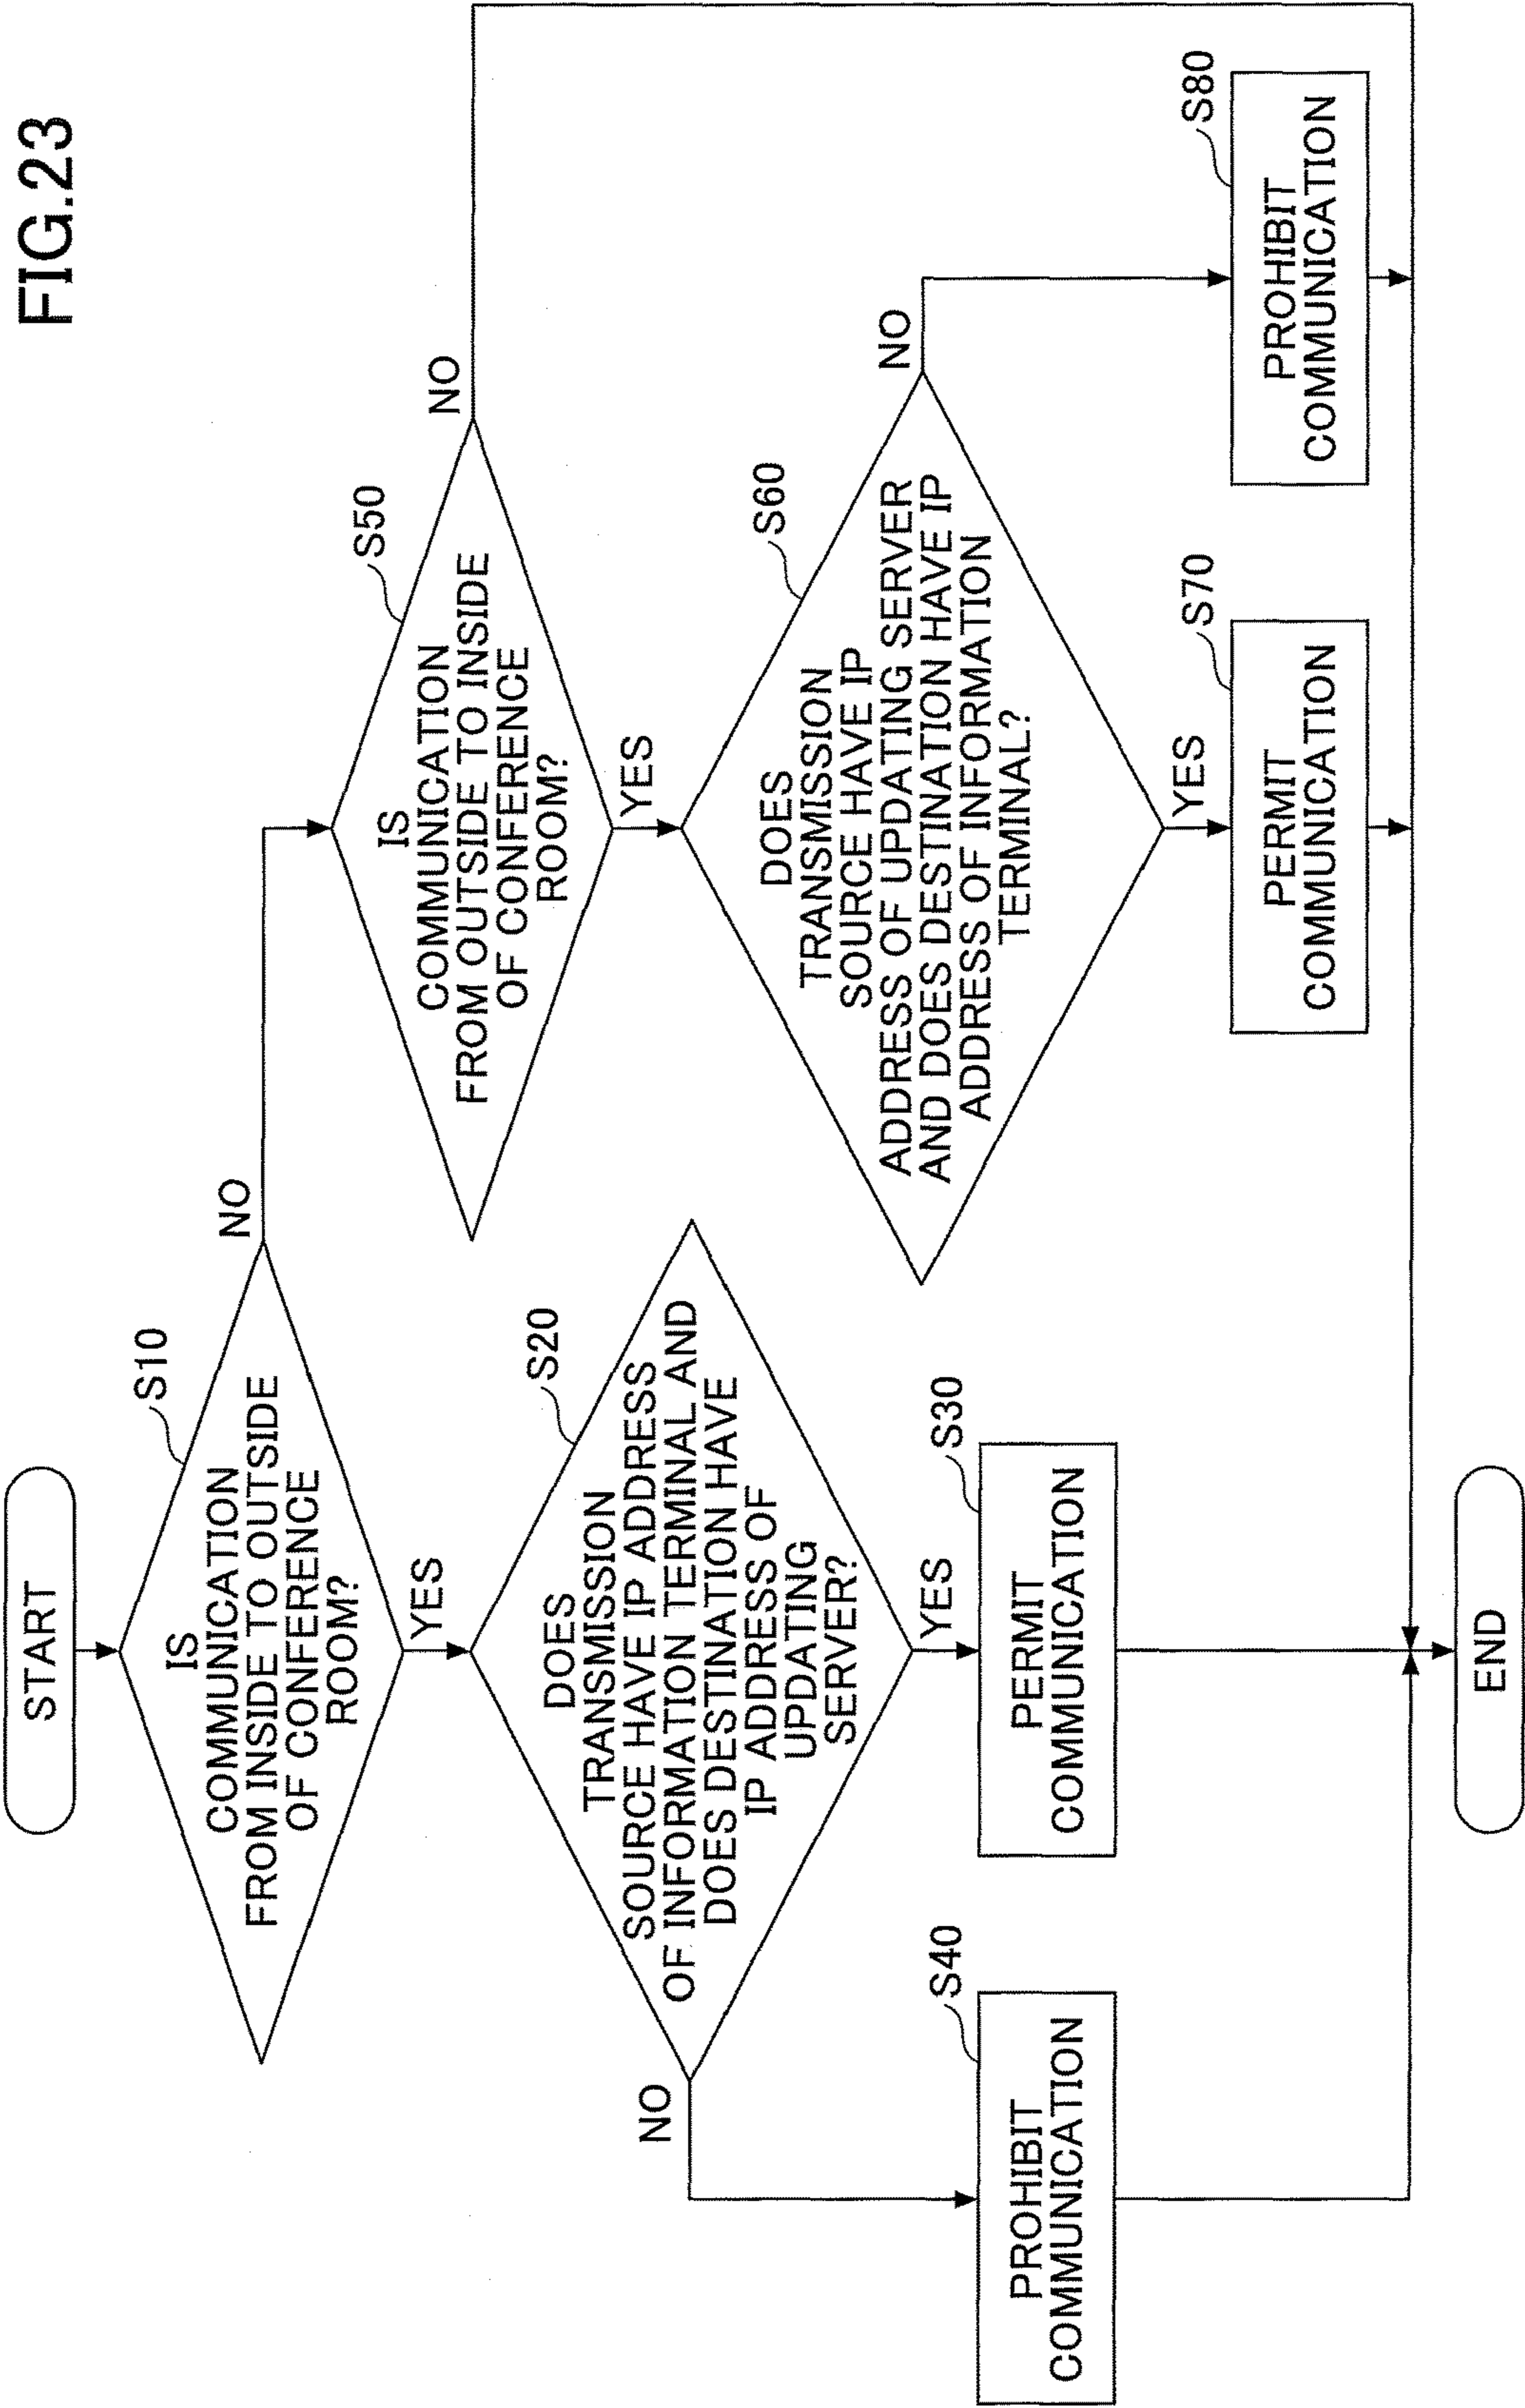 FIG.23
START
S10
IS
COMMUNICATION
FROM INSIDE TO OUTSIDE
OF CONFERENCE
ROOM?
NO
YES
S20
DOES
TRANSMISSION
SOURCE HAVE IP ADDRESS
OF INFORMATION TERMINAL AND
DOES DESTINATION HAVE
IP ADDRESS OF
UPDATING
SERVER?
NO
YES
S30
PERMIT
COMMUNICATION
S40
PROHIBIT
COMMUNICATION
S50
IS
COMMUNICATION
FROM OUTSIDE TO INSIDE
OF CONFERENCE
ROOM?
NO
YES
S60
DOES
TRANSMISSION
SOURCE HAVE IP
ADDRESS OF UPDATING SERVER
AND DOES DESTINATION HAVE IP
ADDRESS OF INFORMATION
TERMINAL?
NO
YES
S70
PERMIT
COMMUNICATION
S80
PROHIBIT
COMMUNICATION
END